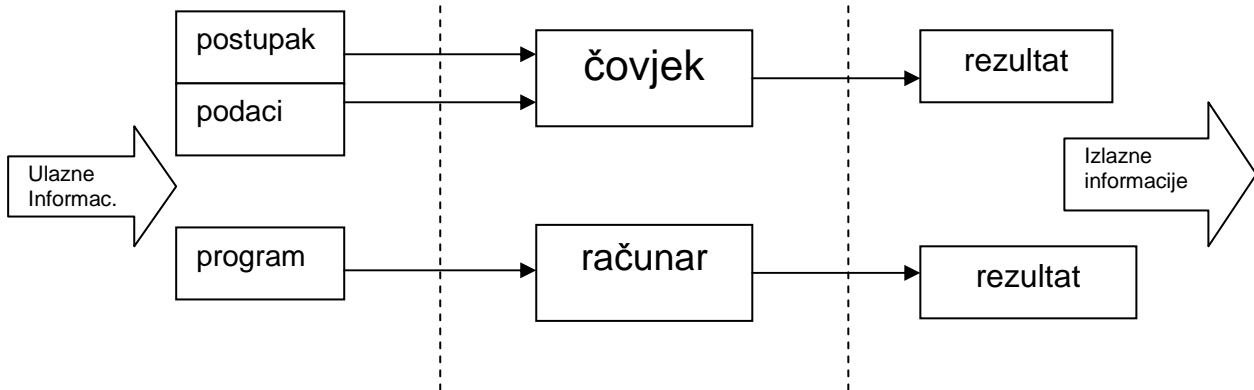 postupak
podaci
čovjek
rezultat
Ulazne
Informac.
Izlazne
informacije
program
računar
rezultat